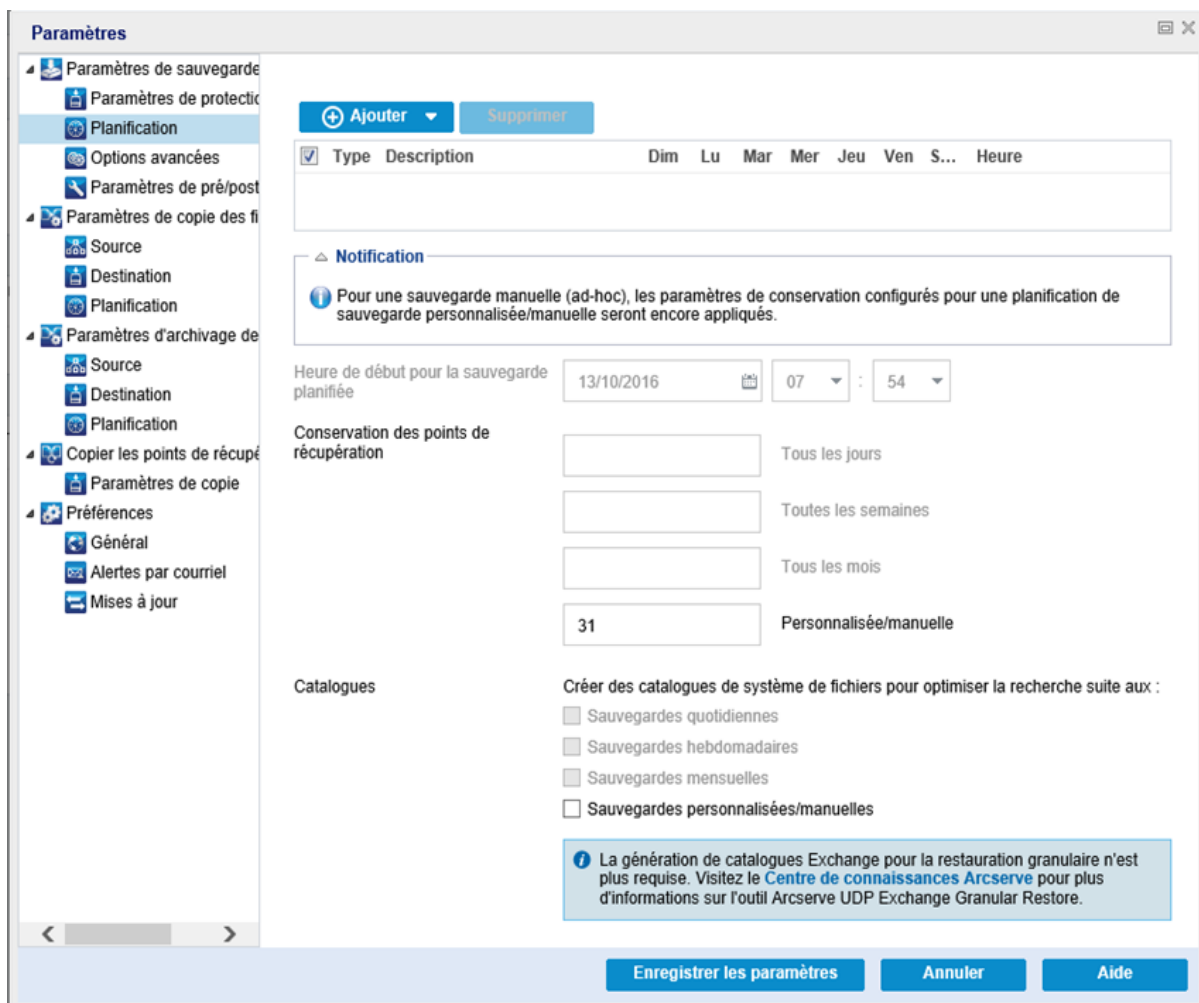 Paramètres
Paramètres de sauvegarde
Paramètres de protectic
Planification
Options avancées
Paramètres de pré/post
Paramètres de copie des fi
Source
Destination
Planification
Paramètres d'archivage de
Source
Destination
Planification
Copier les points de récupé
Paramètres de copie
Préférences
Général
Alertes par courriel
Mises à jour
Ajouter Supprimer
Type Description Dim Lu Mar Mer Jeu Ven S... Heure
Notification
Pour une sauvegarde manuelle (ad-hoc), les paramètres de conservation configurés pour une planification de
sauvegarde personnalisée/manuelle seront encore appliqués.
Heure de début pour la sauvegarde
planifiée
13/10/2016 07 : 54
Conservation des points de
récupération
Tous les jours
Toutes les semaines
Tous les mois
31 Personnalisée/manuelle
Catalogues
Créer des catalogues de système de fichiers pour optimiser la recherche suite aux :
Sauvegardes quotidiennes
Sauvegardes hebdomadaires
Sauvegardes mensuelles
Sauvegardes personnalisées/manuelles
La génération de catalogues Exchange pour la restauration granulaire n'est
plus requise. Visitez le Centre de connaissances Arcserve pour plus
d'informations sur l'outil Arcserve UDP Exchange Granular Restore.
Enregistrer les paramètres Annuler Aide